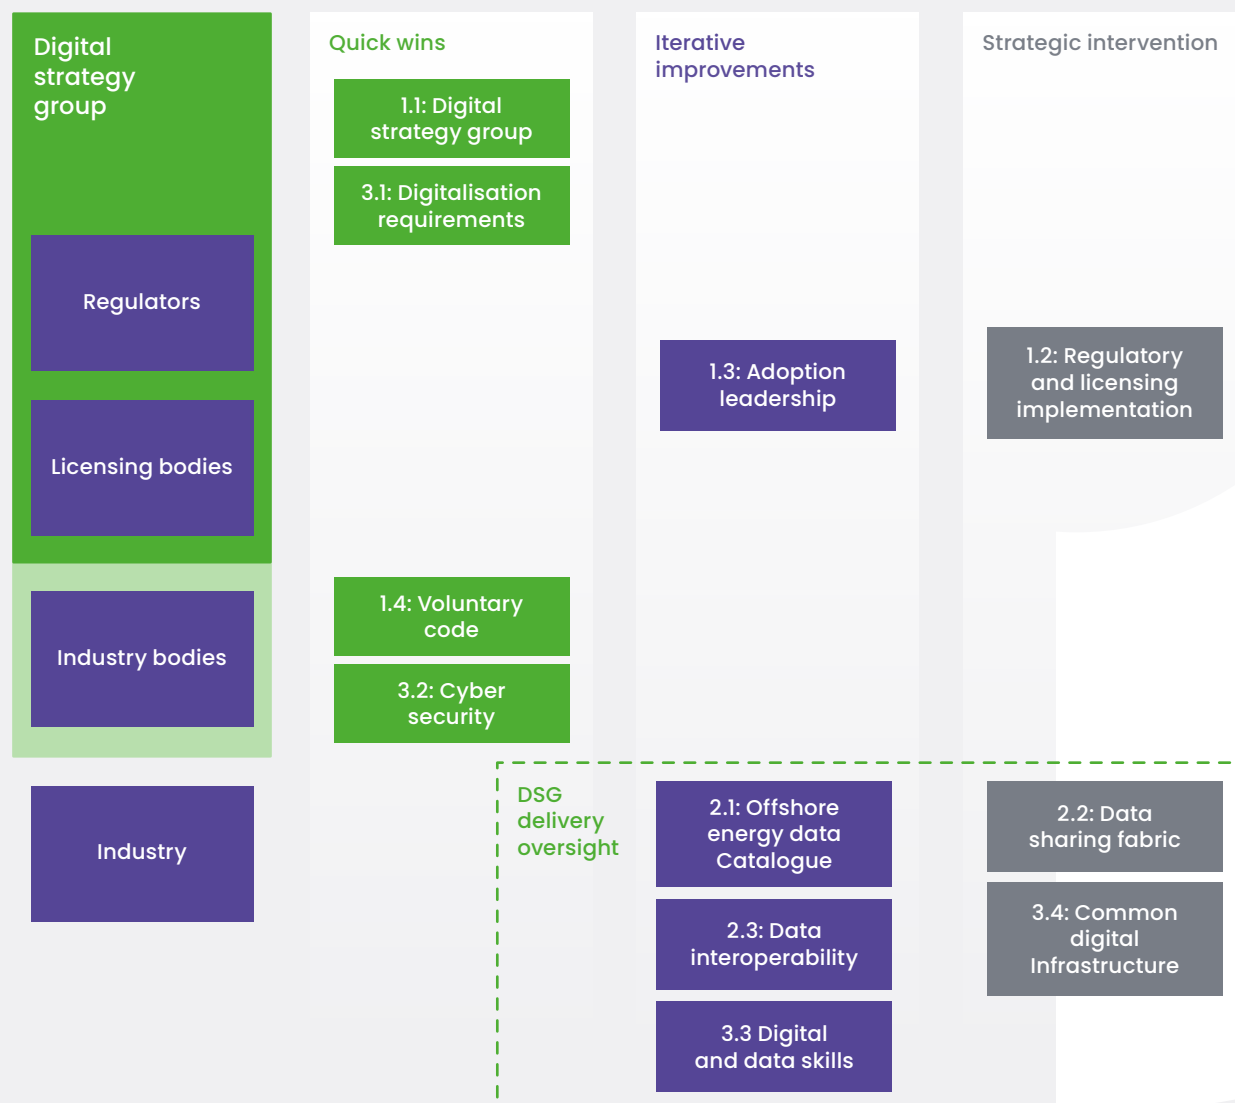 Digital
strategy
group
Regulators
Licensing bodies
Industry bodies
Industry
Quick wins
1.1: Digital
strategy group
3.1: Digitalisation
requirements
1.4: Voluntary
code
3.2: Cyber
security
DSG
delivery
oversight
Iterative
improvements
1.3: Adoption
leadership
2.1: Offshore
energy data
Catalogue
2.3: Data
interoperability
3.3 Digital
and data skills
Strategic intervention
1.2: Regulatory
and licensing
implementation
2.2: Data
sharing fabric
3.4: Common
digital
Infrastructure